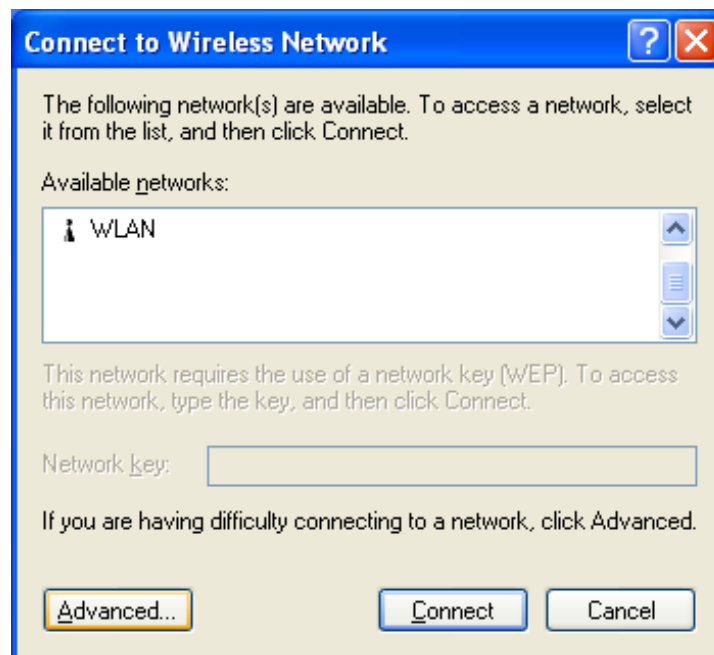 Connect to Wireless Network
The following network(s) are available. To access a network, select
it from the list, and then click Connect.
Available networks:
WLAN
This network requires the use of a network key (WEP). To access
this network, type the key, and then click Connect.
Network key:
If you are having difficulty connecting to a network, click Advanced.
Advanced... Connect Cancel